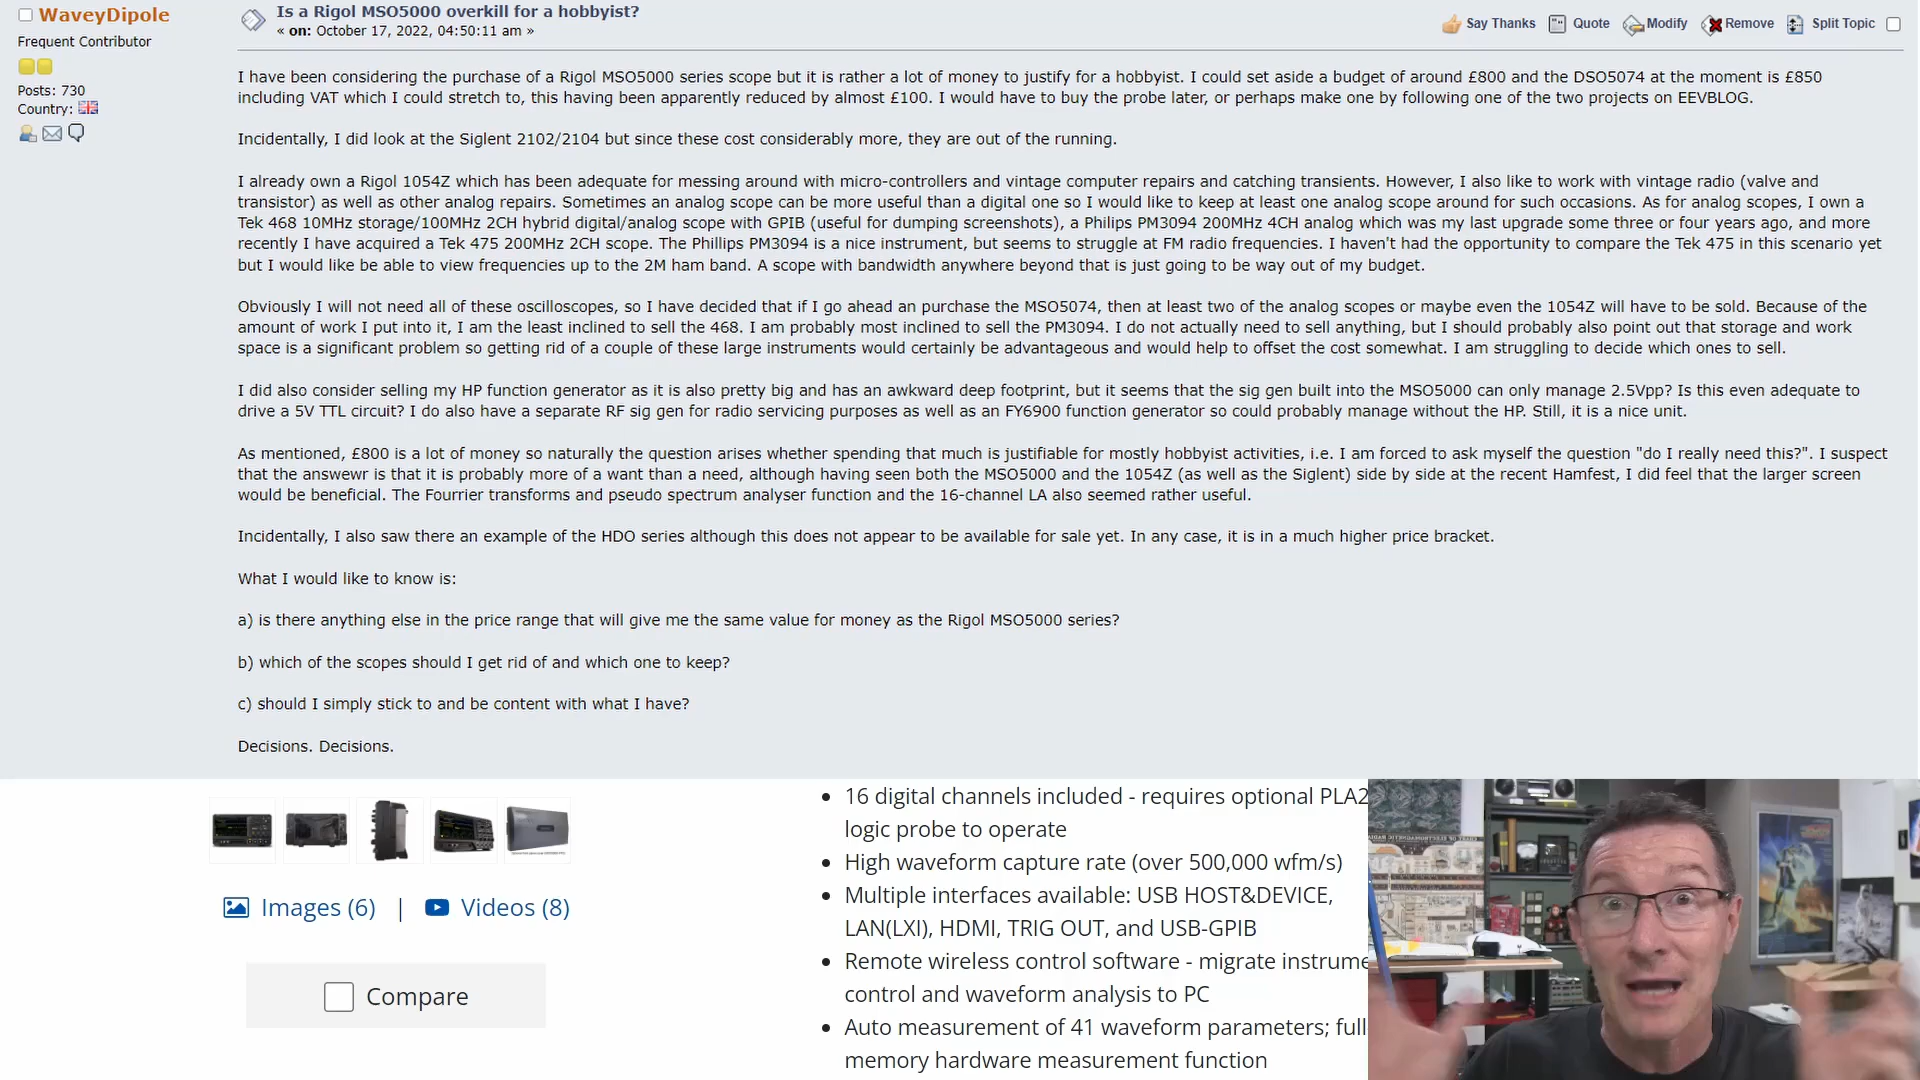 WaveyDipole
Frequent Contributor
Posts: 730
Country:
Is a Rigol MSO5000 overkill for a hobbyist?
« on: October 17, 2022, 04:50:11 am »
Say Thanks Quote Modify Remove Split Topic
I have been considering the purchase of a Rigol MSO5000 series scope but it is rather a lot of money to justify for a hobbyist. I could set aside a budget of around £800 and the DSO5074 at the moment is £850
including VAT which I could stretch to, this having been apparently reduced by almost £100. I would have to buy the probe later, or perhaps make one by following one of the two projects on EEVBLOG.
Incidentally, I did look at the Siglent 2102/2104 but since these cost considerably more, they are out of the running.
I already own a Rigol 1054Z which has been adequate for messing around with micro-controllers and vintage computer repairs and catching transients. However, I also like to work with vintage radio (valve and
transistor) as well as other analog repairs. Sometimes an analog scope can be more useful than a digital one so I would like to keep at least one analog scope around for such occasions. As for analog scopes, I own a
Tek 468 10MHz storage/100MHz 2CH hybrid digital/analog scope with GPIB (useful for dumping screenshots), a Philips PM3094 200MHz 4CH analog which was my last upgrade some three or four years ago, and more
recently I have acquired a Tek 475 200MHz 2CH scope. The Phillips PM3094 is a nice instrument, but seems to struggle at FM radio frequencies. I haven't had the opportunity to compare the Tek 475 in this scenario yet
but I would like be able to view frequencies up to the 2M ham band. A scope with bandwidth anywhere beyond that is just going to be way out of my budget.
Obviously I will not need all of these oscilloscopes, so I have decided that if I go ahead an purchase the MSO5074, then at least two of the analog scopes or maybe even the 1054Z will have to be sold. Because of the
amount of work I put into it, I am the least inclined to sell the 468. I am probably most inclined to sell the PM3094. I do not actually need to sell anything, but I should probably also point out that storage and work
space is a significant problem so getting rid of a couple of these large instruments would certainly be advantageous and would help to offset the cost somewhat. I am struggling to decide which ones to sell.
I did also consider selling my HP function generator as it is also pretty big and has an awkward deep footprint, but it seems that the sig gen built into the MSO5000 can only manage 2.5Vpp? Is this even adequate to
drive a 5V TTL circuit? I do also have a separate RF sig gen for radio servicing purposes as well as an FY6900 function generator so could probably manage without the HP. Still, it is a nice unit.
As mentioned, £800 is a lot of money so naturally the question arises whether spending that much is justifiable for mostly hobbyist activities, i.e. I am forced to ask myself the question "do I really need this?". I suspect
that the answewr is that it is probably more of a want than a need, although having seen both the MSO5000 and the 1054Z (as well as the Siglent) side by side at the recent Hamfest, I did feel that the larger screen
would be beneficial. The Fourrier transforms and pseudo spectrum analyser function and the 16-channel LA also seemed rather useful.
Incidentally, I also saw there an example of the HDO series although this does not appear to be available for sale yet. In any case, it is in a much higher price bracket.
What I would like to know is:
a) is there anything else in the price range that will give me the same value for money as the Rigol MSO5000 series?
b) which of the scopes should I get rid of and which one to keep?
c) should I simply stick to and be content with what I have?
Decisions. Decisions.
Images (6) | Videos (8)
Compare
• 16 digital channels included - requires optional PLA2
logic probe to operate
• High waveform capture rate (over 500,000 wfm/s)
• Multiple interfaces available: USB HOST&DEVICE,
LAN(LXI), HDMI, TRIG OUT, and USB-GPIB
• Remote wireless control software - migrate instrume
control and waveform analysis to PC
• Auto measurement of 41 waveform parameters; full
memory hardware measurement function